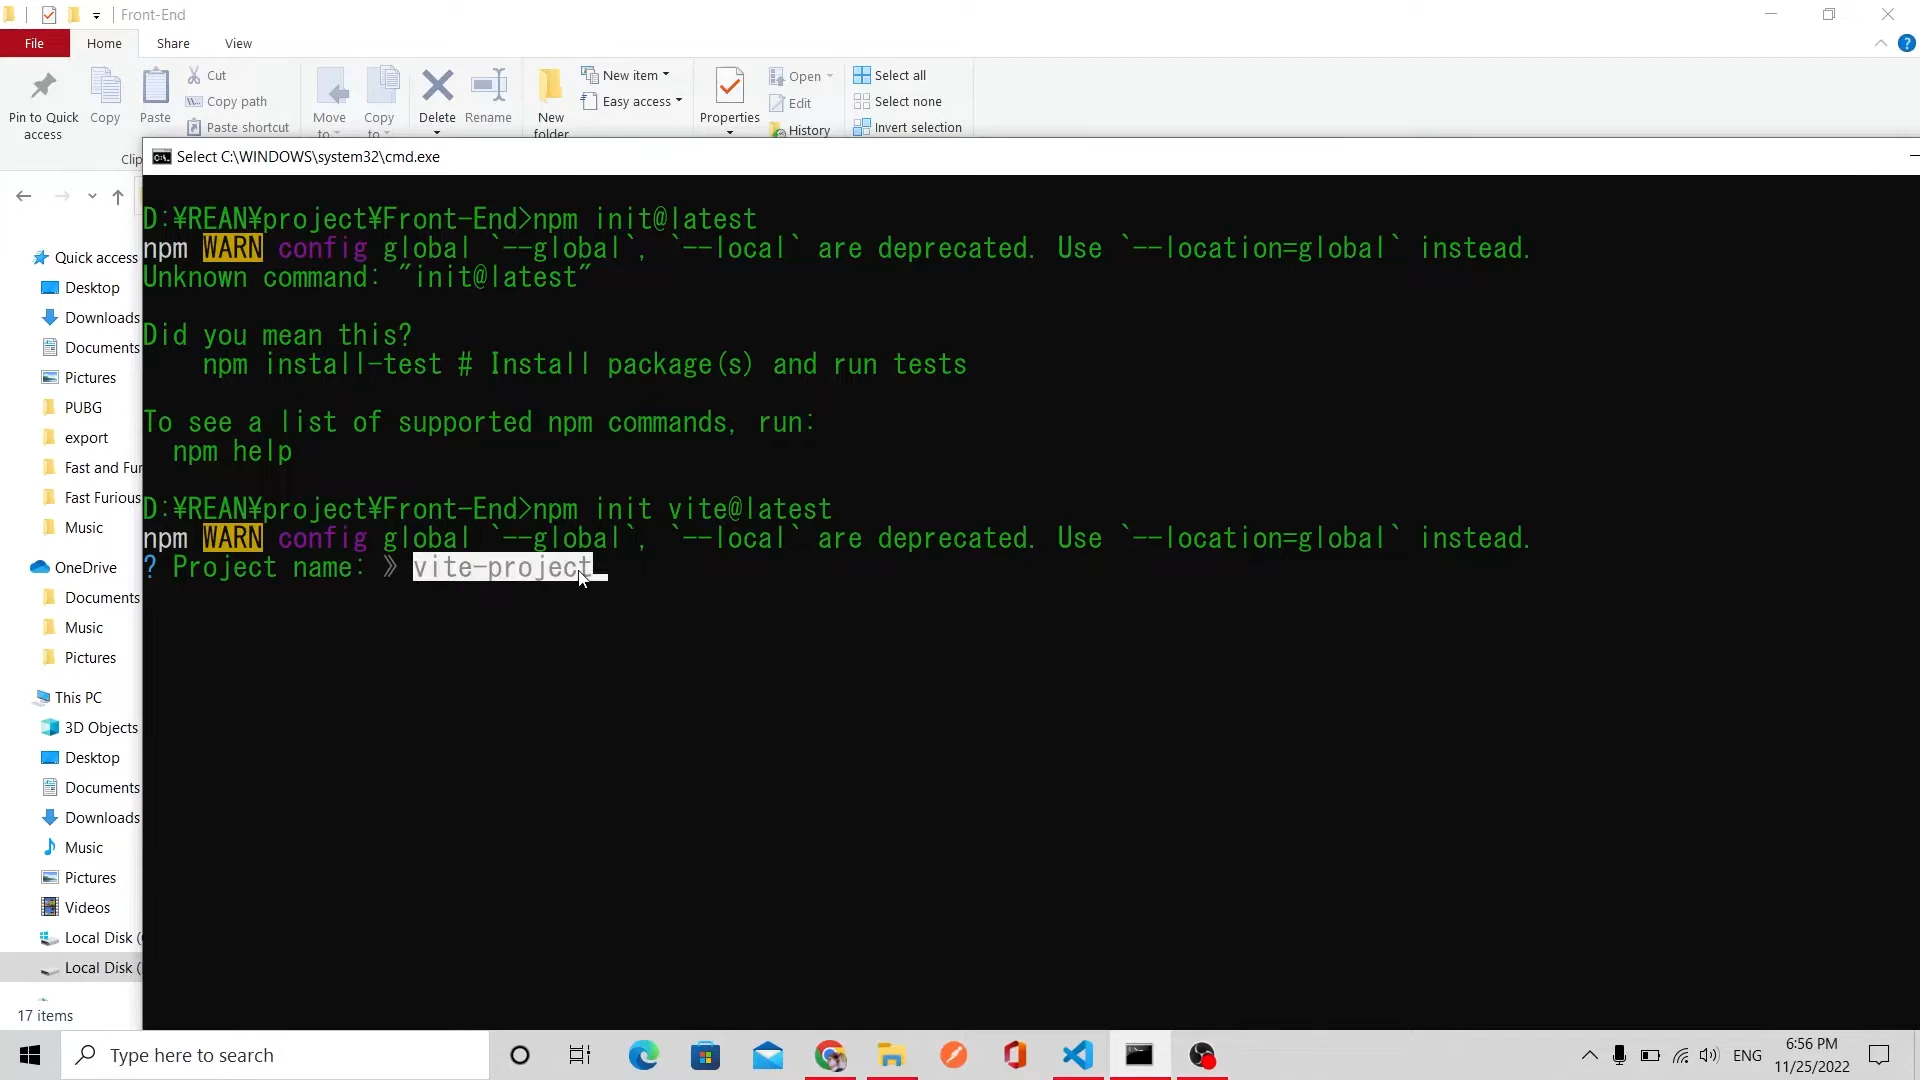 Front-End
File Home Share View
Pin to Quick access
Copy
Paste
Cut
Copy path
Paste shortcut
Move to
Copy to
Delete
Rename
New folder
New item
Easy access
Properties
Open
Edit
History
Select all
Select none
Invert selection
Clip
Select C:\WINDOWS\system32\cmd.exe
D:¥REAN¥project¥Front-End>npm init@latest
npm WARN config global `--global`, `--local` are deprecated. Use `--location=global` instead.
Unknown command: "init@latest"
Did you mean this?
npm install-test # Install package(s) and run tests
To see a list of supported npm commands, run:
npm help
D:¥REAN¥project¥Front-End>npm init vite@latest
npm WARN config global `--global`, `--local` are deprecated. Use `--location=global` instead.
? Project name: » vite-project
Quick access
Desktop
Downloads
Documents
Pictures
PUBG
export
Fast and Fur
Fast Furious
Music
OneDrive
Documents
Music
Pictures
This PC
3D Objects
Desktop
Documents
Downloads
Music
Pictures
Videos
Local Disk (
Local Disk (
17 items
Type here to search
ENG
6:56 PM
11/25/2022